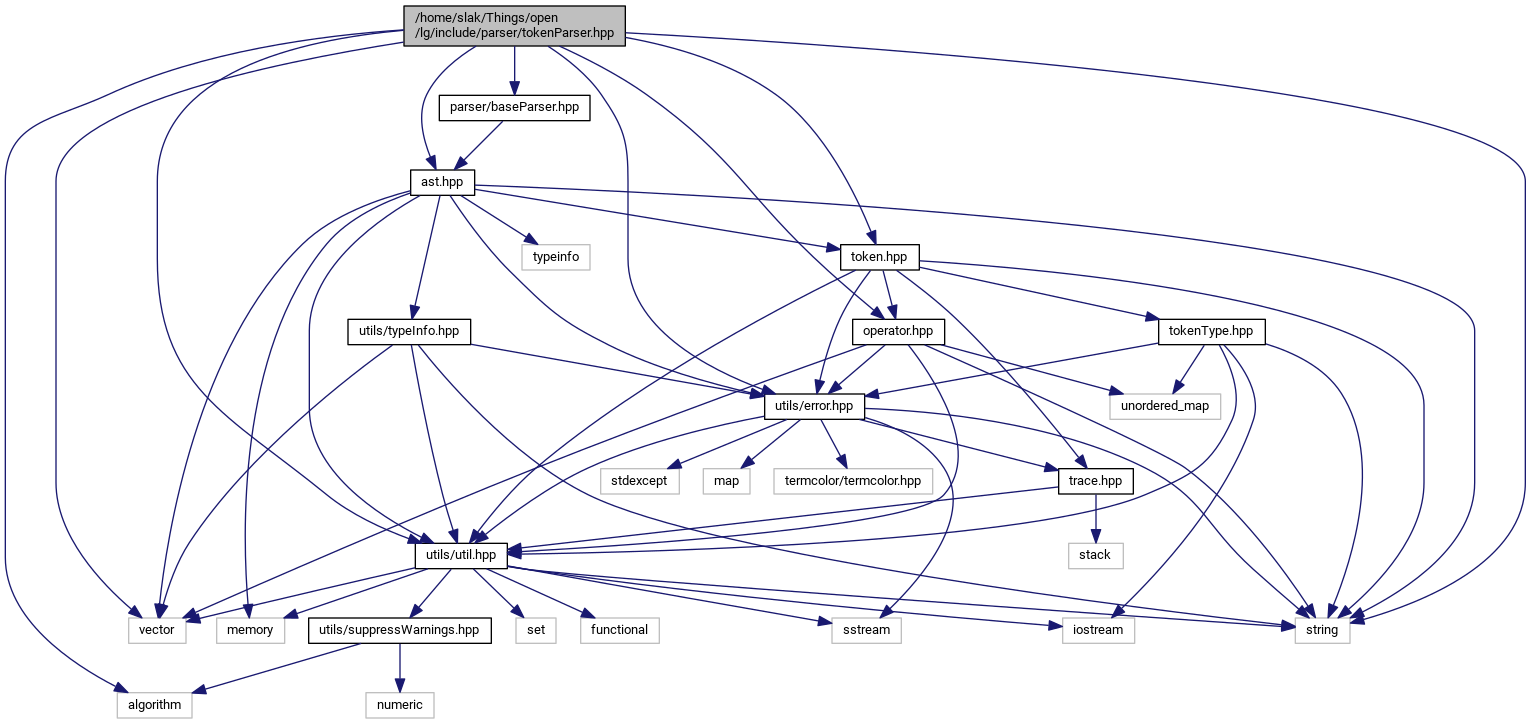 /home/slak/Things/open
/lg/include/parser/tokenParser.hpp
parser/baseParser.hpp
ast.hpp
token.hpp
typeinfo
utils/typeInfo.hpp
operator.hpp
tokenType.hpp
utils/error.hpp
unordered_map
stdexcept
map
termcolor/termcolor.hpp
trace.hpp
utils/util.hpp
stack
vector
memory
utils/suppressWarnings.hpp
set
functional
sstream
iostream
string
algorithm
numeric